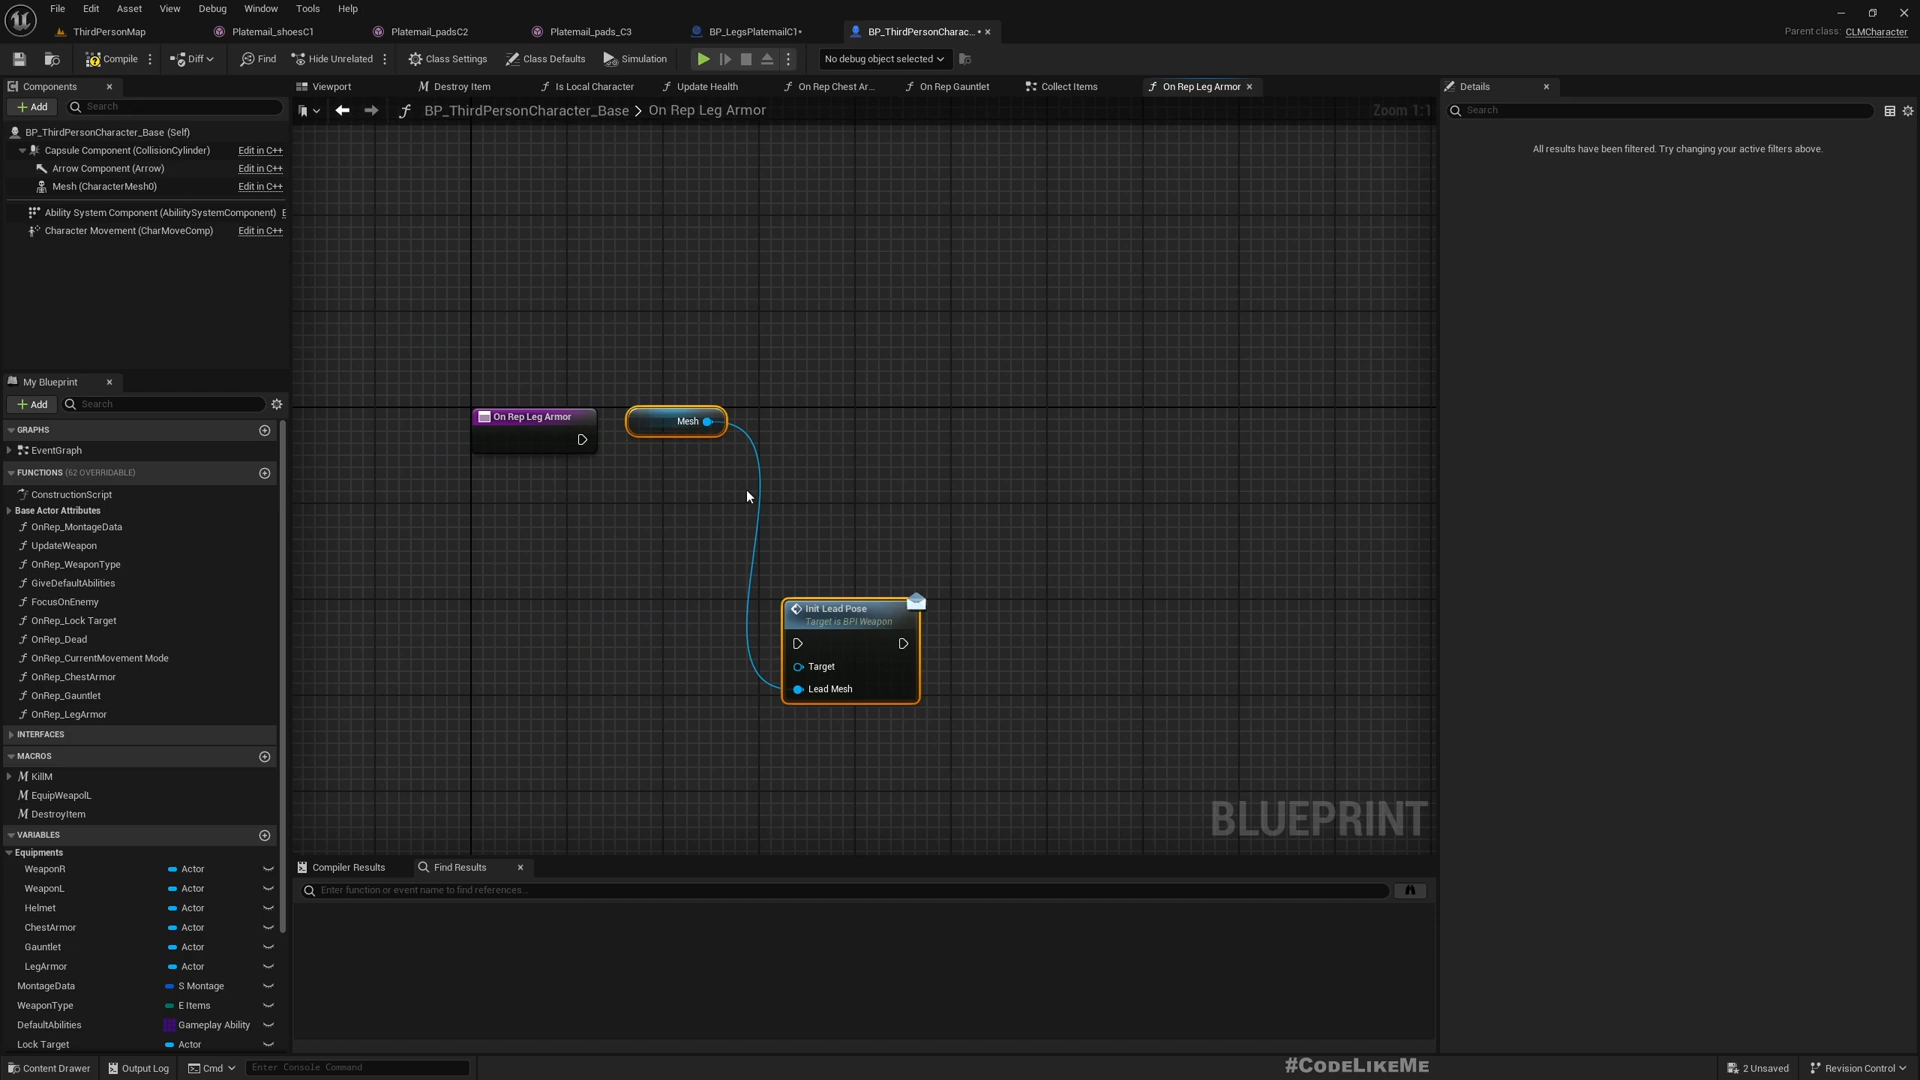 File Edit Asset View Debug Window Tools Help
ThirdPersonMap Platemail_shoesC1 Platemail_padsC2 Platemail_pads_C3 BP_LegsPlatemailC1• BP_ThirdPersonCharac... •
Parent class: CLMCharacter
Compile Diff Find Hide Unrelated Class Settings Class Defaults Simulation No debug object selected
Components
Add Search
BP_ThirdPersonCharacter_Base (Self)
Capsule Component (CollisionCylinder) Edit in C++
Arrow Component (Arrow) Edit in C++
Mesh (CharacterMesh0) Edit in C++
Ability System Component (AbiliitySystemComponent) E
Character Movement (CharMoveComp) Edit in C++
My Blueprint
Add Search
GRAPHS
EventGraph
FUNCTIONS (62 OVERRIDABLE)
ConstructionScript
Base Actor Attributes
OnRep_MontageData
UpdateWeapon
OnRep_WeaponType
GiveDefaultAbilities
FocusOnEnemy
OnRep_Lock Target
OnRep_Dead
OnRep_CurrentMovement Mode
OnRep_ChestArmor
OnRep_Gauntlet
OnRep_LegArmor
INTERFACES
MACROS
KillM
EquipWeapolL
DestroyItem
VARIABLES
Equipments
WeaponR Actor
WeaponL Actor
Helmet Actor
ChestArmor Actor
Gauntlet Actor
LegArmor Actor
MontageData S Montage
WeaponType E Items
DefaultAbilities Gameplay Ability
Lock Target Actor
Viewport Destroy Item Is Local Character Update Health On Rep Chest Ar... On Rep Gauntlet Collect Items On Rep Leg Armor
BP_ThirdPersonCharacter_Base > On Rep Leg Armor
Zoom 1:1
On Rep Leg Armor
Mesh
Init Lead Pose
Target is BPI Weapon
Target
Lead Mesh
BLUEPRINT
Compiler Results Find Results
Enter function or event name to find references...
Details
Search
All results have been filtered. Try changing your active filters above.
Content Drawer Output Log Cmd Enter Console Command
#CodeLikeMe
2 Unsaved Revision Control